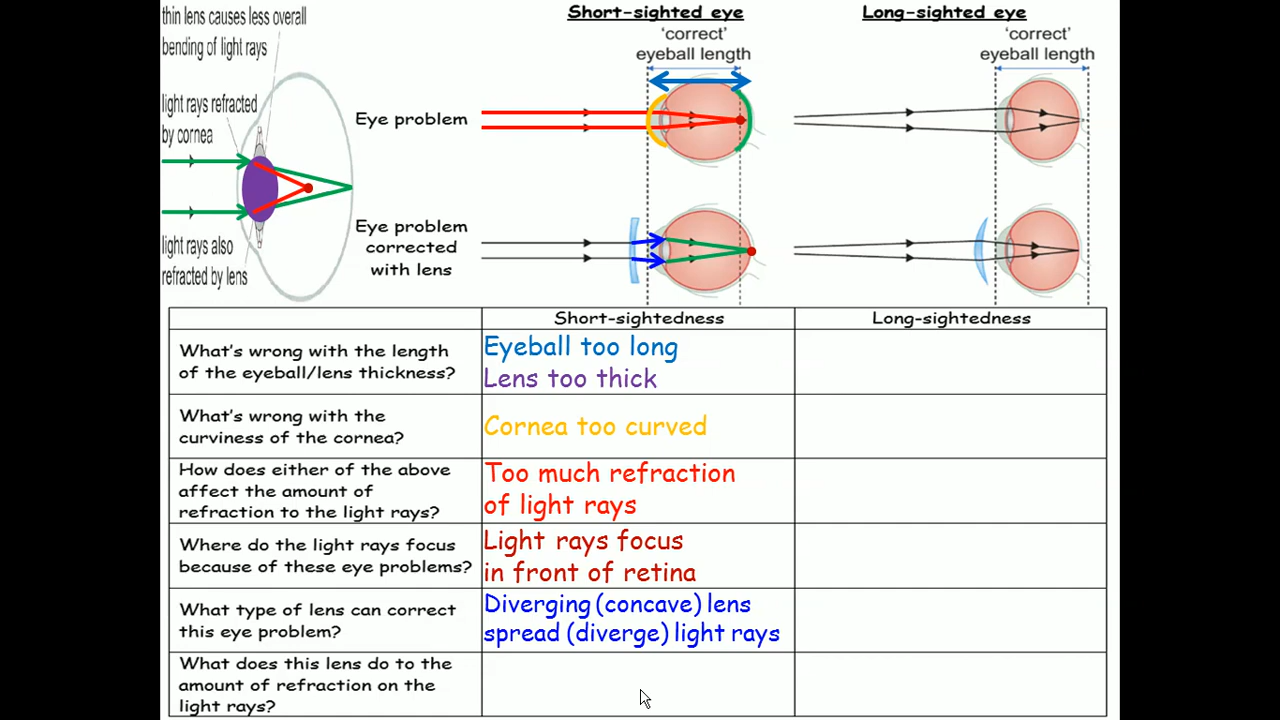 thin lens causes less overall
bending of light rays
light rays refracted
by cornea
light rays also
refracted by lens
Short-sighted eye
Long-sighted eye
'correct'
eyeball length
'correct'
eyeball length
Eye problem
Eye problem
corrected
with lens
Short-sightedness
Long-sightedness
What's wrong with the length
of the eyeball/lens thickness?
Eyeball too long
Lens too thick
What's wrong with the
curviness of the cornea?
Cornea too curved
How does either of the above
affect the amount of
refraction to the light rays?
Too much refraction
of light rays
Where do the light rays focus
because of these eye problems?
Light rays focus
in front of retina
What type of lens can correct
this eye problem?
Diverging (concave) lens
spread (diverge) light rays
What does this lens do to the
amount of refraction on the
light rays?